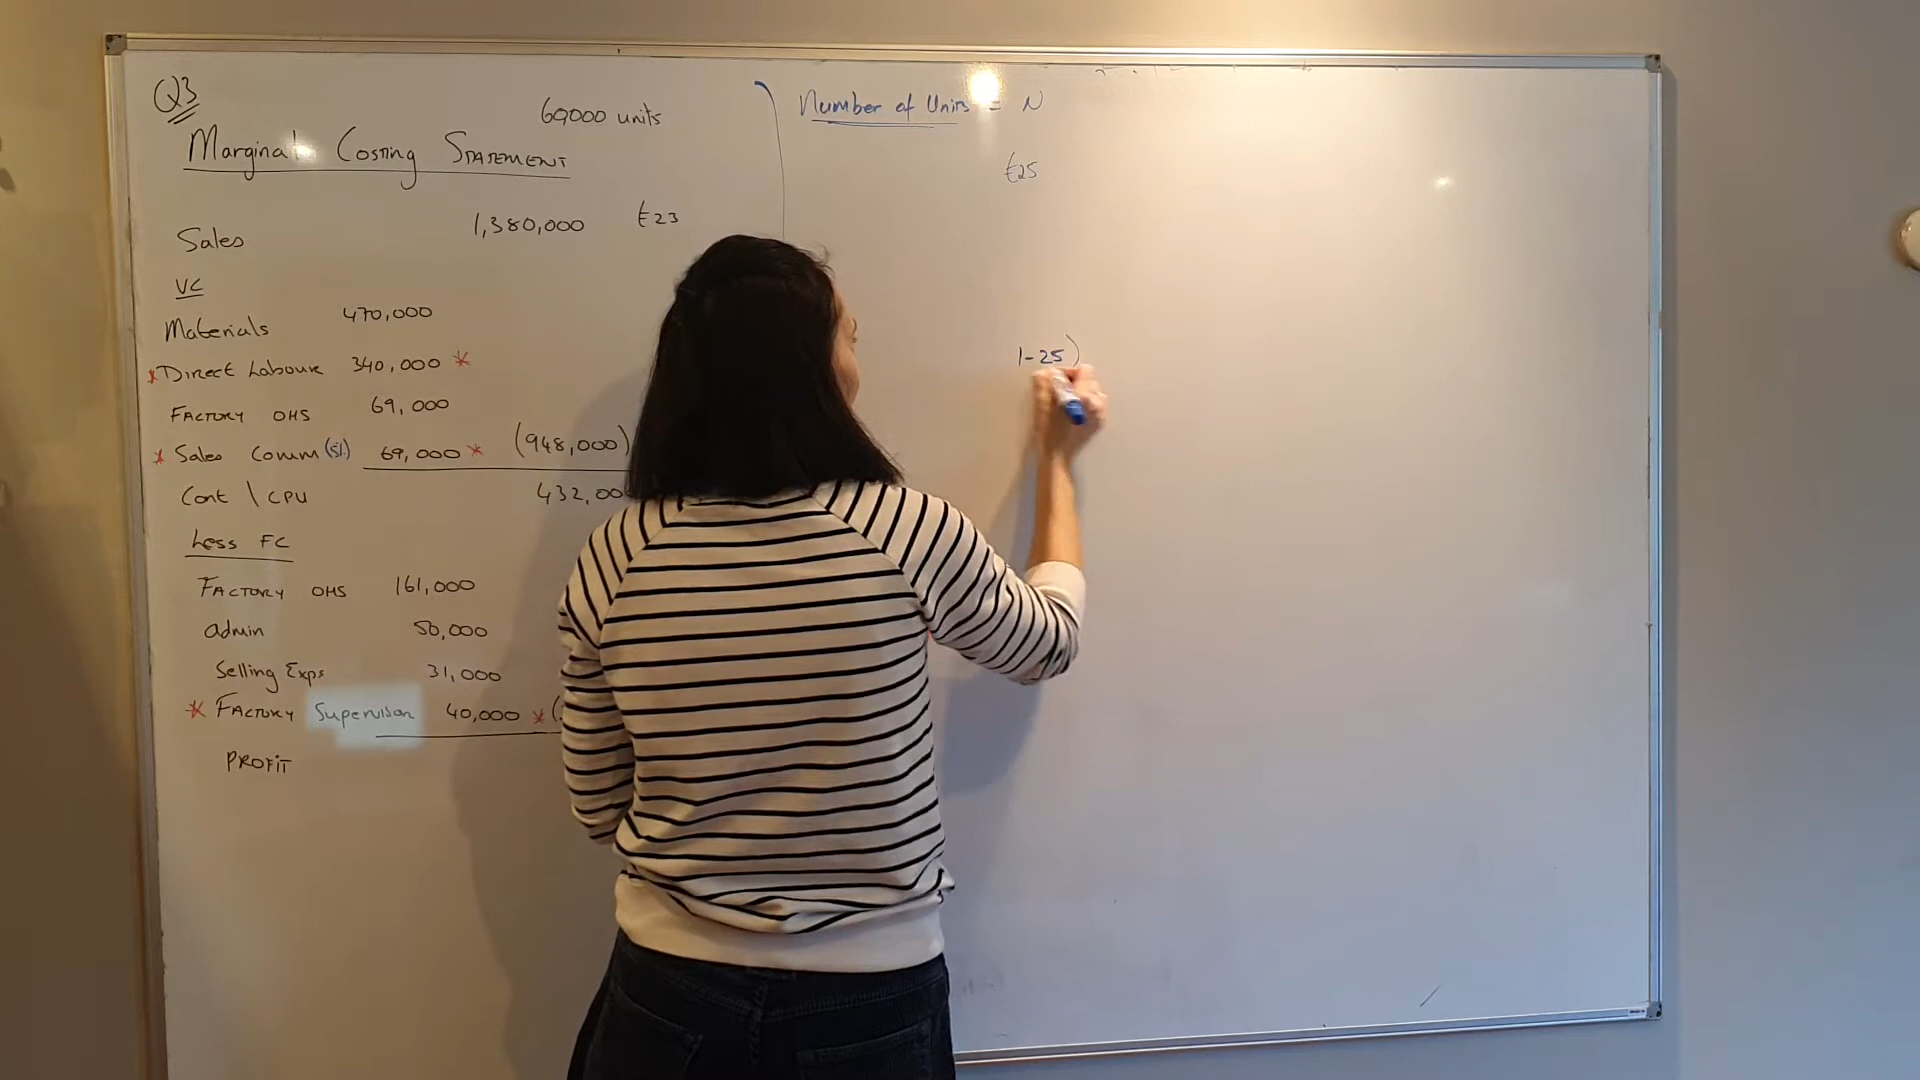 Q3
60000 units
Marginal Costing STATEMENT
Sales 1,380,000 €23
VC
Materials 470,000
* Direct Labour 340,000 *
FACTORY OHS 69,000
* Sales Comm (5%) 69,000 * (948,000)
Cont \ CPU 432,00
Less FC
FACTORY OHS 161,000
admin 50,000
Selling Exps 31,000
* FACTORY Supervison 40,000 * (
PROFIT
Number of Units = N
€25
1-25)